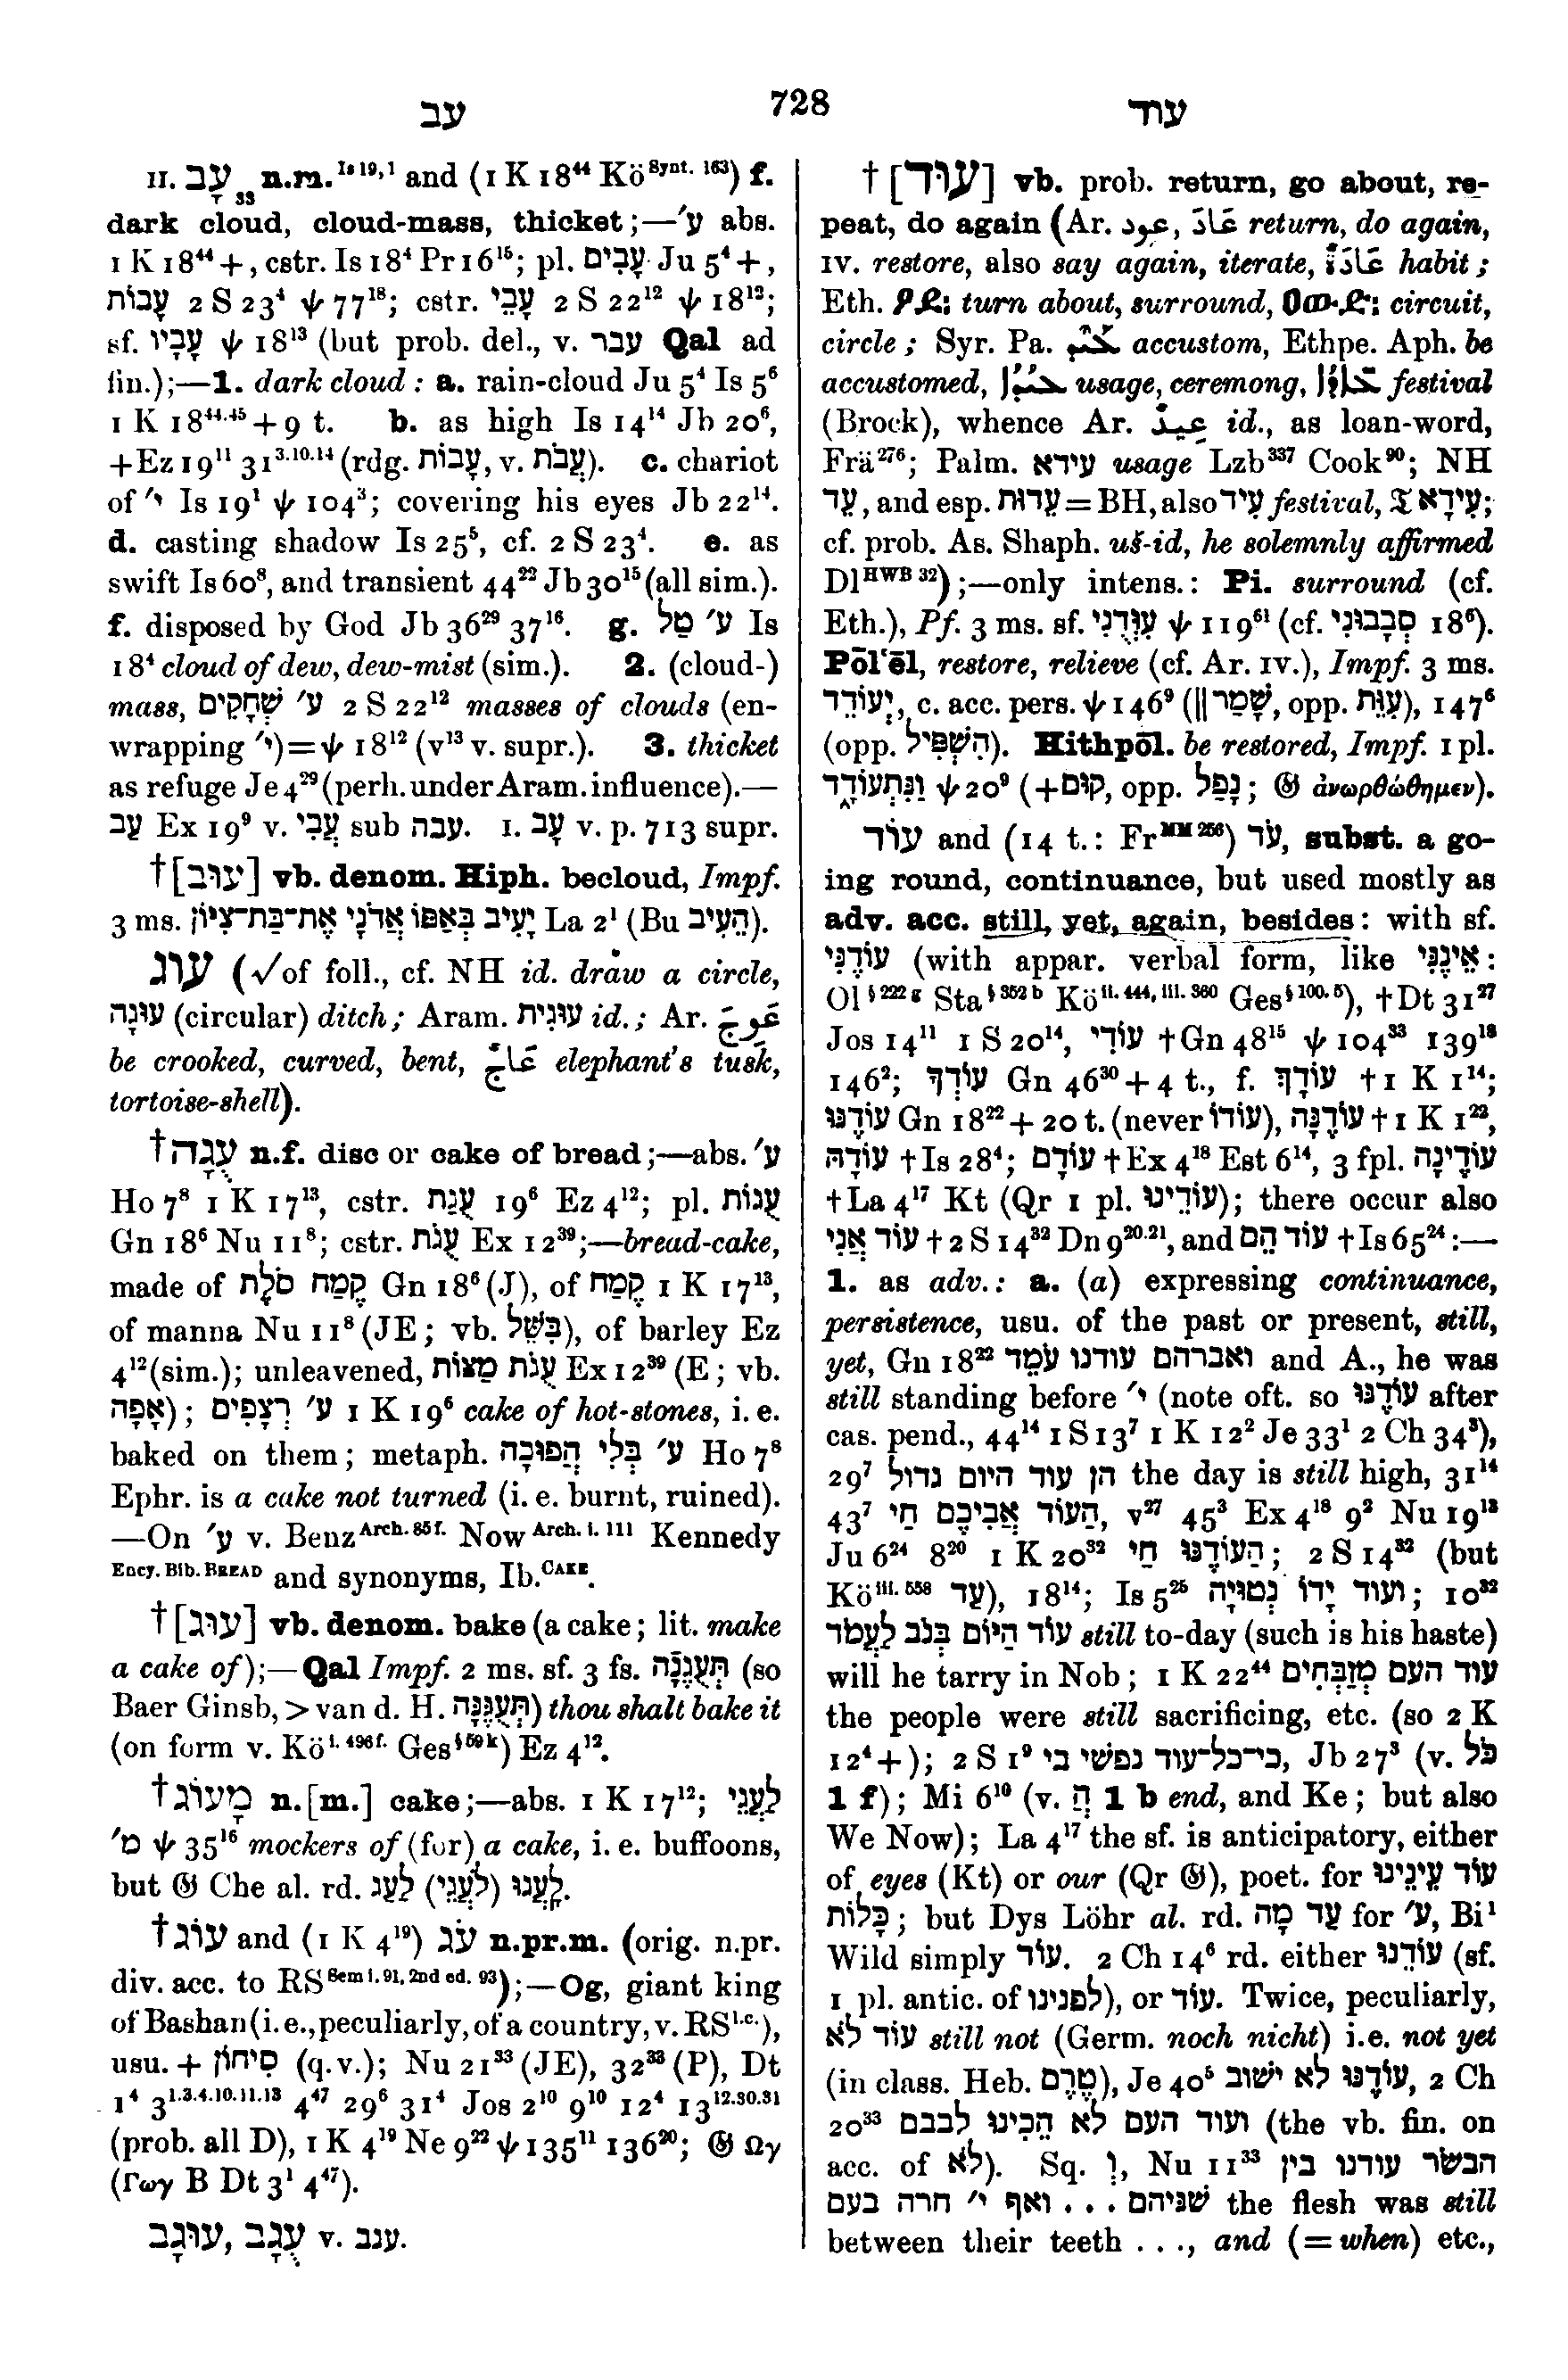 עב
728
עוד
II. עָב 33 n.m. Is 19,1 and (1 K 18⁴⁴ Kö Synt. 163) f.
dark cloud, cloud-mass, thicket;—ע׳ abs.
1 K 18⁴⁴ +, cstr. Is 18⁴ Pr 16¹⁵; pl. עָבִים Ju 5⁴ +,
עָבוֹת 2 S 23⁴ ψ 77¹⁸; cstr. עָבֵי 2 S 22¹² ψ 18¹²;
sf. עָבָיו ψ 18¹³ (but prob. del., v. עבר Qal ad
fin.);—1. dark cloud: a. rain-cloud Ju 5⁴ Is 5⁶
1 K 18⁴⁴·⁴⁵ + 9 t. b. as high Is 14¹⁴ Jb 20⁶,
+Ez 19¹¹ 31³·¹⁰·¹⁴ (rdg. עָבוֹת, v. עֲבֹת). c. chariot
of י׳ Is 19¹ ψ 104³; covering his eyes Jb 22¹⁴.
d. casting shadow Is 25⁵, cf. 2 S 23⁴. e. as
swift Is 60⁸, and transient 44²² Jb 30¹⁵ (all sim.).
f. disposed by God Jb 36²⁹ 37¹⁶. g. ע׳ טַל Is
18⁴ cloud of dew, dew-mist (sim.). 2. (cloud-)
mass, ע׳ שְׁחָקִים 2 S 22¹² masses of clouds (en-
wrapping י׳)=ψ 18¹² (v¹³ v. supr.). 3. thicket
as refuge Je 4²⁹ (perh. under Aram. influence).—
עב Ex 19⁹ v. עֲבִי sub עבה. I. עָב v. p. 713 supr.
†[עוּב] vb. denom. Hiph. becloud, Impf.
3 ms. יָעִיב בְּאַפּוֹ אֲדֹנָי אֶת־בַּת־צִיּוֹן La 2¹ (Bu הֵעִיב).
עוג (√ of foll., cf. NH id. draw a circle,
עוּגָה (circular) ditch; Aram. עוּגִית id.; Ar. عَوِجَ
be crooked, curved, bent, عَاجٌ elephant's tusk,
tortoise-shell).
†עֻגָה n.f. disc or cake of bread;—abs. ע׳
Ho 7⁸ 1 K 17¹³, cstr. עֻגַת 19⁶ Ez 4¹²; pl. עֻגוֹת
Gn 18⁶ Nu 11⁸; cstr. עֻגֹת Ex 12³⁹;—bread-cake,
made of קֶמַח סֹלֶת Gn 18⁶ (J), of קֶמַח 1 K 17¹³,
of manna Nu 11⁸ (JE; vb. בִּשֵּׁל), of barley Ez
4¹² (sim.); unleavened, עֻגֹת מַצּוֹת Ex 12³⁹ (E; vb.
אָפָה); ע׳ רְצָפִים 1 K 19⁶ cake of hot-stones, i.e.
baked on them; metaph. ע׳ בְּלִי הֲפוּכָה Ho 7⁸
Ephr. is a cake not turned (i.e. burnt, ruined).
—On ע׳ v. Benz Arch. 85f. Now Arch. i. 111 Kennedy
Ency. Bib. BREAD and synonyms, Ib. CAKE.
†[עוּג] vb. denom. bake (a cake; lit. make
a cake of);—Qal Impf. 2 ms. sf. 3 fs. תְּעֻגֶנָּה (so
Baer Ginsb, > van d. H. תְּעֻגֶּנָּה) thou shalt bake it
(on form v. Kö i. 496f. Ges § 59 k) Ez 4¹².
†מָעוֹג n.[m.] cake;—abs. 1 K 17¹²; לַעֲגֵי
מ׳ ψ 35¹⁶ mockers of (for) a cake, i.e. buffoons,
but 𝔊 Che al. rd. לָעֲגוּ (לַעֲגֵי) לַעַג.
†עוֹג and (1 K 4¹⁹) עֹג n.pr.m. (orig. n.pr.
div. acc. to RS Sem i. 91, 2nd ed. 93);—Og, giant king
of Bashan (i.e., peculiarly, of a country, v. RS l.c.),
usu. + סִיחוֹן (q.v.); Nu 21³³ (JE), 32³³ (P), Dt
1⁴ 3¹·³·⁴·¹⁰·¹¹·¹³ 4⁴⁷ 29⁶ 31⁴ Jos 2¹⁰ 9¹⁰ 12⁴ 13¹²·³⁰·³¹
(prob. all D), 1 K 4¹⁹ Ne 9²² ψ 135¹¹ 136²⁰; 𝔊 Ωγ
(Γωγ B Dt 3¹ 4⁴⁷).
עֻגָב, עוּגָב v. ענב.
†[עוּד] vb. prob. return, go about, re-
peat, do again (Ar. عود, عَادَ return, do again,
IV. restore, also say again, iterate, عَادَةٌ habit;
Eth. ዖደ፡ turn about, surround, ዐውድ፡ circuit,
circle; Syr. Pa. accustom, Ethpe. Aph. be
accustomed, usage, ceremony, festival
(Brock), whence Ar. عِيدٌ id., as loan-word,
Frä²⁷⁶; Palm. עידא usage Lzb³³⁷ Cook⁹⁰; NH
עֵד, and esp. עֵדוּת = BH, also עִיד festival, 𝔗 עִידָא;
cf. prob. As. Shaph. uš-id, he solemnly affirmed
Dl HWB 32);—only intens.: Pi. surround (cf.
Eth.), Pf. 3 ms. sf. עִוְּדֻנִי ψ 119⁶¹ (cf. סְבָבוּנִי 18⁶).
Pōl‘ēl, restore, relieve (cf. Ar. IV.), Impf. 3 ms.
יְעוֹדֵד, c. acc. pers. ψ 146⁹ (|| שָׁמַר, opp. עִוֵּת), 147⁶
(opp. הִשְׁפִּיל). Hithpōl. be restored, Impf. 1 pl.
וַנִּתְעוֹדָד ψ 20⁹ (+ קוּם, opp. נָפַל; 𝔊 ἀνωρθώθημεν).
עוֹד and (14 t.: Fr MM 256) עֹד, subst. a go-
ing round, continuance, but used mostly as
adv. acc. still, yet, again, besides: with sf.
עוֹדֶנִּי (with appar. verbal form, like אֵינֶנִּי:
Ol § 222 g Sta § 352 b Kö ii. 444, iii. 360 Ges § 100. 5), †Dt 31²⁷
Jos 14¹¹ 1 S 20¹⁴, עוֹדִי †Gn 48¹⁵ ψ 104³³ 139¹⁸
146²; עוֹדְךָ Gn 46³⁰ + 4 t., f. עוֹדָךְ †1 K 1¹⁴;
עוֹדֶנּוּ Gn 18²² + 20 t. (never עוֹדוֹ), עוֹדֶנָּה †1 K 1²²,
עוֹדָהּ †Is 28⁴; עוֹדָם †Ex 4¹⁸ Est 6¹⁴, 3 fpl. עוֹדֵינָה
†La 4¹⁷ Kt (Qr 1 pl. עוֹדֵינוּ); there occur also
עוֹד אֲנִי †2 S 14³² Dn 9²⁰·²¹, and עוֹד הֵם †Is 65²⁴:—
1. as adv.: a. (a) expressing continuance,
persistence, usu. of the past or present, still,
yet, Gn 18²² ואברהם עודנו עֹמֵד and A., he was
still standing before י׳ (note oft. so עוֹדֶנּוּ after
cas. pend., 44¹⁴ 1 S 13⁷ 1 K 12² Je 33¹ 2 Ch 34³),
29⁷ הן עוד היום גדול the day is still high, 31¹⁴
43⁷ הַעוֹד אֲבִיכֶם חַי, v²⁷ 45³ Ex 4¹⁸ 9² Nu 19¹³
Ju 6²⁴ 8²⁰ 1 K 20³² הַעוֹדֶנּוּ חַי; 2 S 14³² (but
Kö iii. 558 עַד), 18¹⁴; Is 5²⁵ ועוד יָדוֹ נְטוּיָה; 10³²
עוֹד הַיּוֹם בְּנֹב לַעֲמֹד still to-day (such is his haste)
will he tarry in Nob; 1 K 22⁴⁴ עוד העם מְזַבְּחִים
the people were still sacrificing, etc. (so 2 K
12⁴ +); 2 S 1⁹ כי־כל־עוד נפשׁי בי, Jb 27³ (v. כֹּל
1 f); Mi 6¹⁰ (v. הֲ 1 b end, and Ke; but also
We Now); La 4¹⁷ the sf. is anticipatory, either
of eyes (Kt) or our (Qr 𝔊), poet. for עוֹד עֵינֵינוּ
כָּלוֹת; but Dys Löhr al. rd. עַד מָה for ע׳, Bi¹
Wild simply עוֹד. 2 Ch 14⁶ rd. either עוֹדֵנוּ (sf.
1 pl. antic. of לפנינו), or עוֹד. Twice, peculiarly,
עוֹד לֹא still not (Germ. noch nicht) i.e. not yet
(in class. Heb. טֶרֶם), Je 40⁵ עוֹדֶנּוּ לא ישׁוב, 2 Ch
20³³ ועוד העם לא הֵכִינוּ לבבם (the vb. fin. on
acc. of לֹא). Sq. וְ, Nu 11³³ הבשׂר עודנו בין
שׁניהם ... ואף י׳ חרה בעם the flesh was still
between their teeth ..., and (= when) etc.,